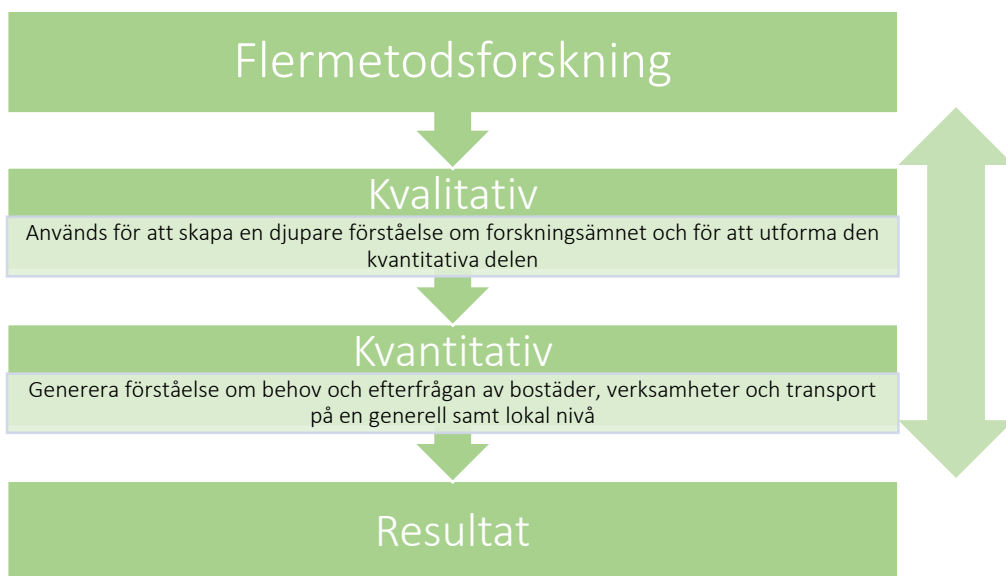 Flermetodsforskning
Kvalitativ
Används för att skapa en djupare förståelse om forskningsämnet och för att utforma den
kvantitativa delen
Kvantitativ
Generera förståelse om behov och efterfrågan av bostäder, verksamheter och transport
på en generell samt lokal nivå
Resultat